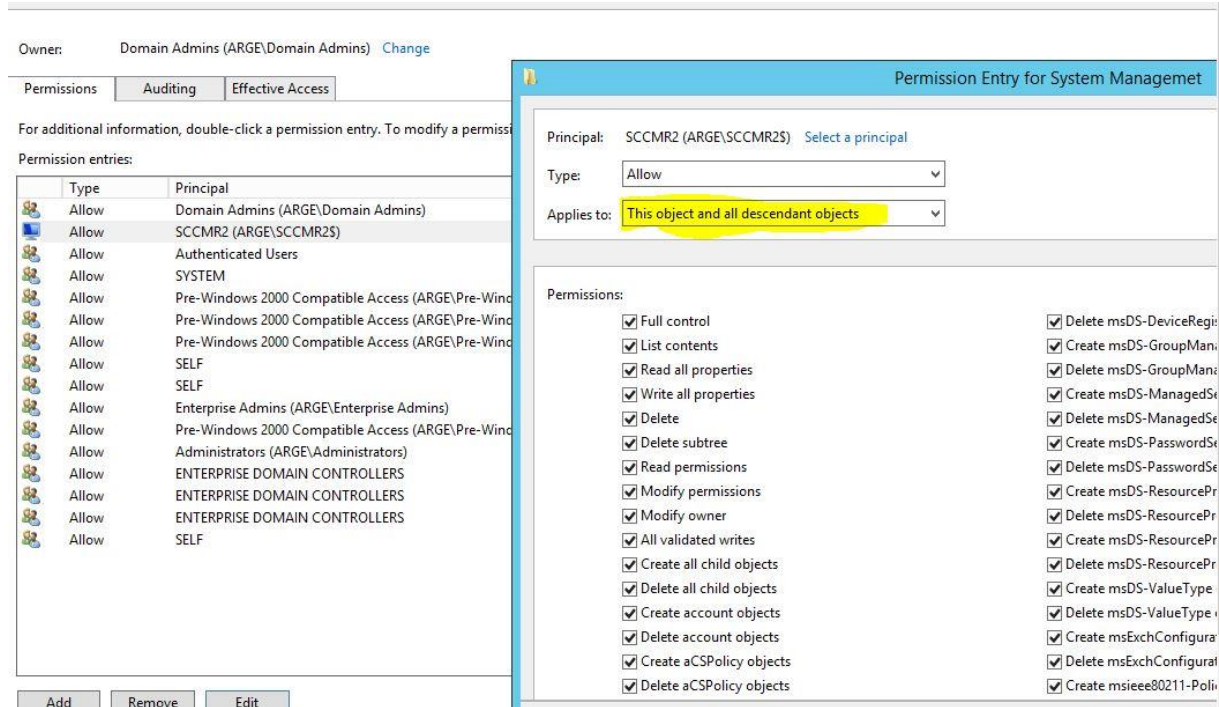 Owner: Domain Admins (ARGE\Domain Admins) Change
Permissions Auditing Effective Access
For additional information, double-click a permission entry. To modify a permissi
Permission entries:
Type Principal
Allow Domain Admins (ARGE\Domain Admins)
Allow SCCMR2 (ARGE\SCCMR2$)
Allow Authenticated Users
Allow SYSTEM
Allow Pre-Windows 2000 Compatible Access (ARGE\Pre-Winc
Allow Pre-Windows 2000 Compatible Access (ARGE\Pre-Winc
Allow Pre-Windows 2000 Compatible Access (ARGE\Pre-Winc
Allow SELF
Allow SELF
Allow Enterprise Admins (ARGE\Enterprise Admins)
Allow Pre-Windows 2000 Compatible Access (ARGE\Pre-Winc
Allow Administrators (ARGE\Administrators)
Allow ENTERPRISE DOMAIN CONTROLLERS
Allow ENTERPRISE DOMAIN CONTROLLERS
Allow ENTERPRISE DOMAIN CONTROLLERS
Allow SELF
Add Remove Edit
Permission Entry for System Managemet
Principal: SCCMR2 (ARGE\SCCMR2$) Select a principal
Type: Allow
Applies to: This object and all descendant objects
Permissions:
Full control
List contents
Read all properties
Write all properties
Delete
Delete subtree
Read permissions
Modify permissions
Modify owner
All validated writes
Create all child objects
Delete all child objects
Create account objects
Delete account objects
Create aCSPolicy objects
Delete aCSPolicy objects
Delete msDS-DeviceRegis
Create msDS-GroupMana
Delete msDS-GroupMana
Create msDS-ManagedSe
Delete msDS-ManagedSe
Create msDS-PasswordSe
Delete msDS-PasswordSe
Create msDS-ResourcePr
Delete msDS-ResourcePr
Create msDS-ResourcePr
Delete msDS-ResourcePr
Create msDS-ValueType
Delete msDS-ValueType
Create msExchConfigurat
Delete msExchConfigurat
Create msieee80211-Poli